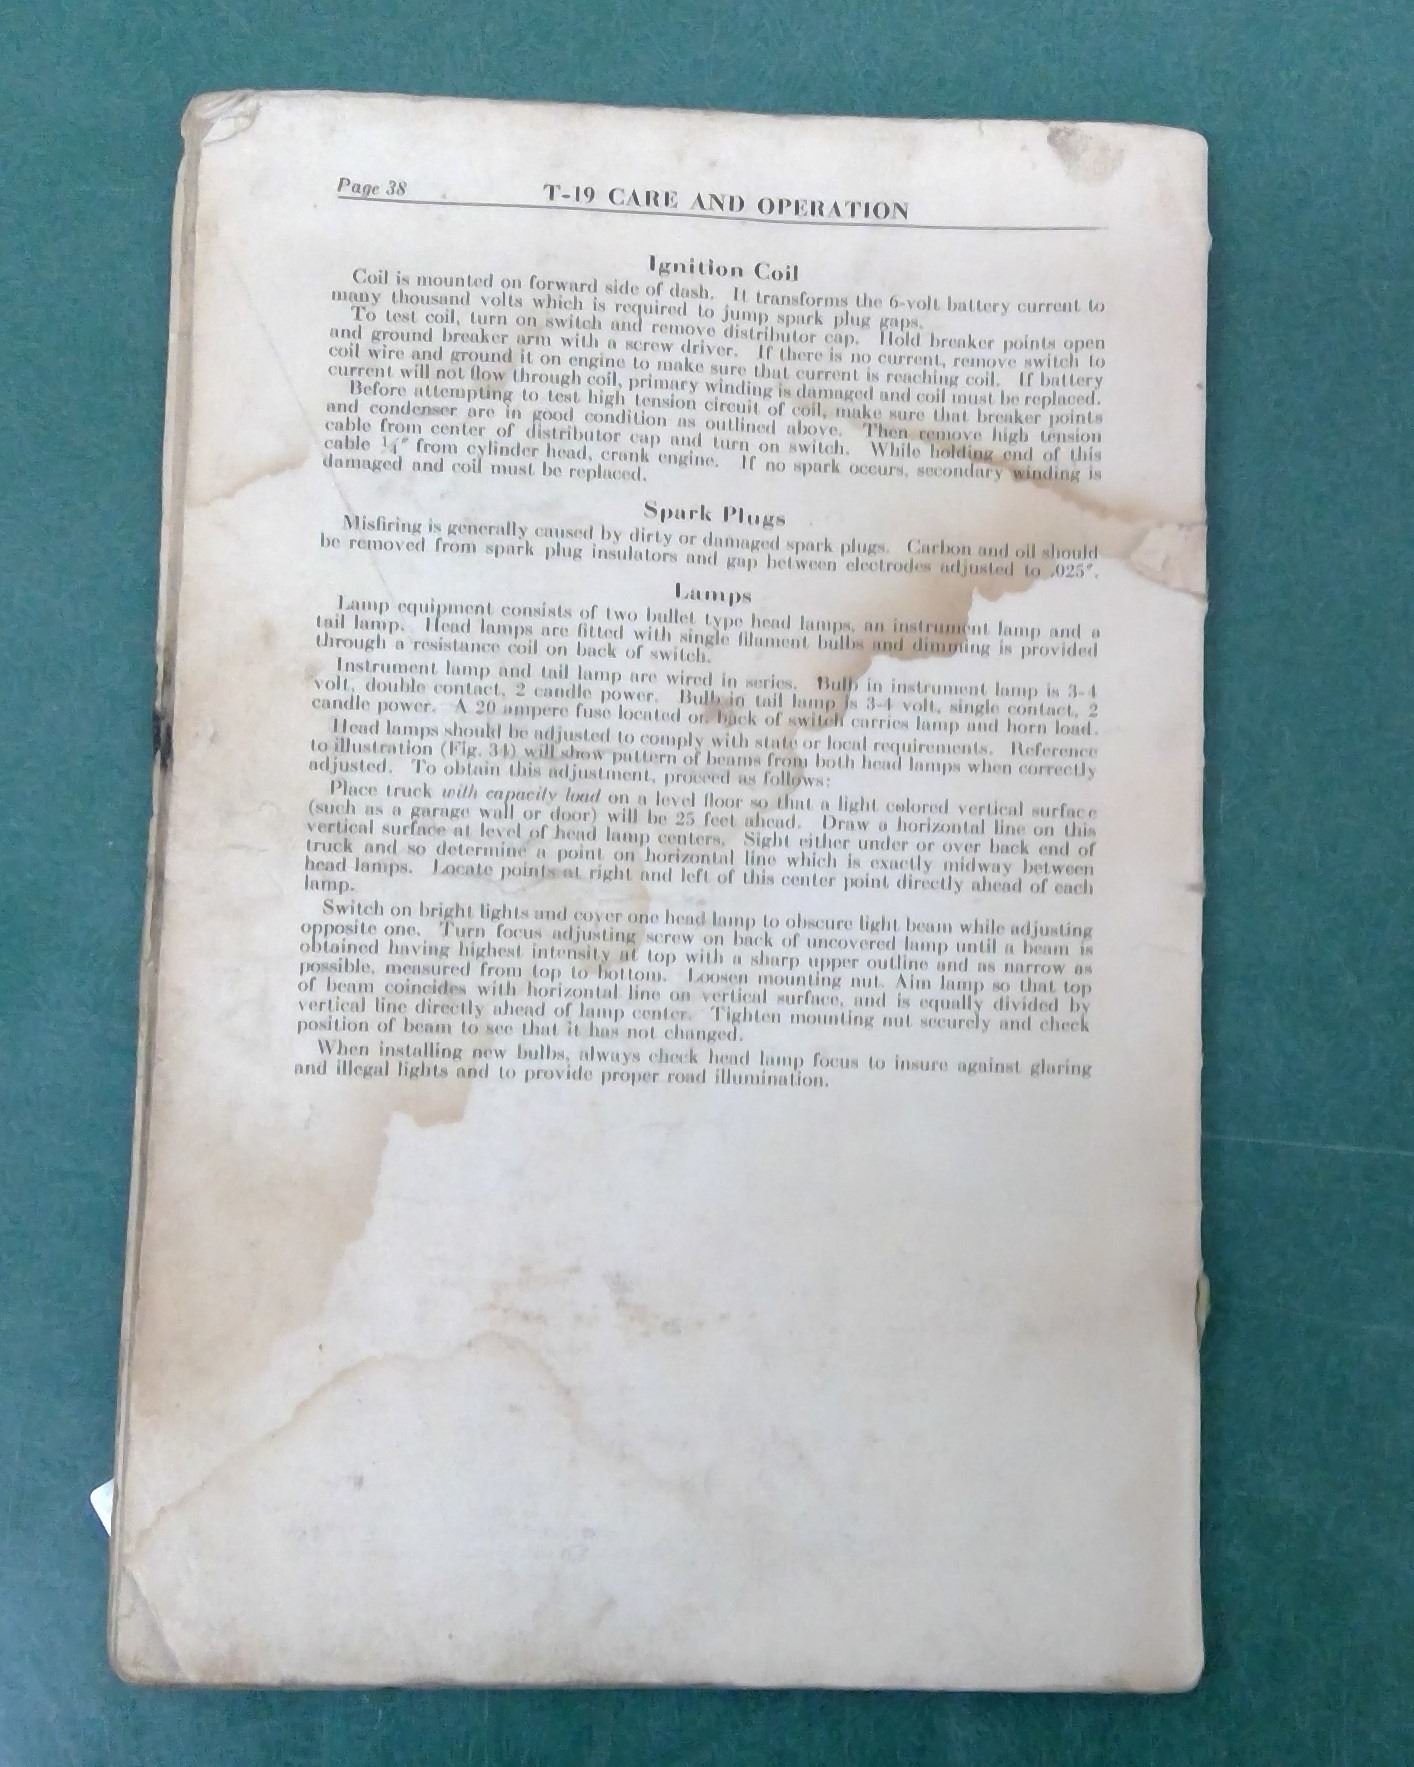 Page 38
T-19 CARE AND OPERATION
Ignition Coil
Coil is mounted on forward side of dash. It transforms the 6-volt battery current to
many thousand volts which is required to jump spark plug gaps.
To test coil, turn on switch and remove distributor cap. Hold breaker points open
and ground breaker arm with a screw driver. If there is no current, remove switch to
coil wire and ground it on engine to make sure that current is reaching coil. If battery
current will not flow through coil, primary winding is damaged and coil must be replaced.
Before attempting to test high tension circuit of coil, make sure that breaker points
and condenser are in good condition as outlined above. Then remove high tension
cable from center of distributor cap and turn on switch. While holding end of this
cable ¼" from cylinder head, crank engine. If no spark occurs, secondary winding is
damaged and coil must be replaced.
Spark Plugs
Misfiring is generally caused by dirty or damaged spark plugs. Carbon and oil should
be removed from spark plug insulators and gap between electrodes adjusted to .025".
Lamps
Lamp equipment consists of two bullet type head lamps, an instrument lamp and a
tail lamp. Head lamps are fitted with single filament bulbs and dimming is provided
through a resistance coil on back of switch.
Instrument lamp and tail lamp are wired in series. Bulb in instrument lamp is 3-4
volt, double contact, 2 candle power. Bulb in tail lamp is 3-4 volt, single contact, 2
candle power. A 20 ampere fuse located on back of switch carries lamp and horn load.
Head lamps should be adjusted to comply with state or local requirements. Reference
to illustration (Fig. 34) will show pattern of beams from both head lamps when correctly
adjusted. To obtain this adjustment, proceed as follows:
Place truck with capacity load on a level floor so that a light colored vertical surface
(such as a garage wall or door) will be 25 feet ahead. Draw a horizontal line on this
vertical surface at level of head lamp centers. Sight either under or over back end of
truck and so determine a point on horizontal line which is exactly midway between
head lamps. Locate points at right and left of this center point directly ahead of each
lamp.
Switch on bright lights and cover one head lamp to obscure light beam while adjusting
opposite one. Turn focus adjusting screw on back of uncovered lamp until a beam is
obtained having highest intensity at top with a sharp upper outline and as narrow as
possible, measured from top to bottom. Loosen mounting nut. Aim lamp so that top
of beam coincides with horizontal line on vertical surface, and is equally divided by
vertical line directly ahead of lamp center. Tighten mounting nut securely and check
position of beam to see that it has not changed.
When installing new bulbs, always check head lamp focus to insure against glaring
and illegal lights and to provide proper road illumination.